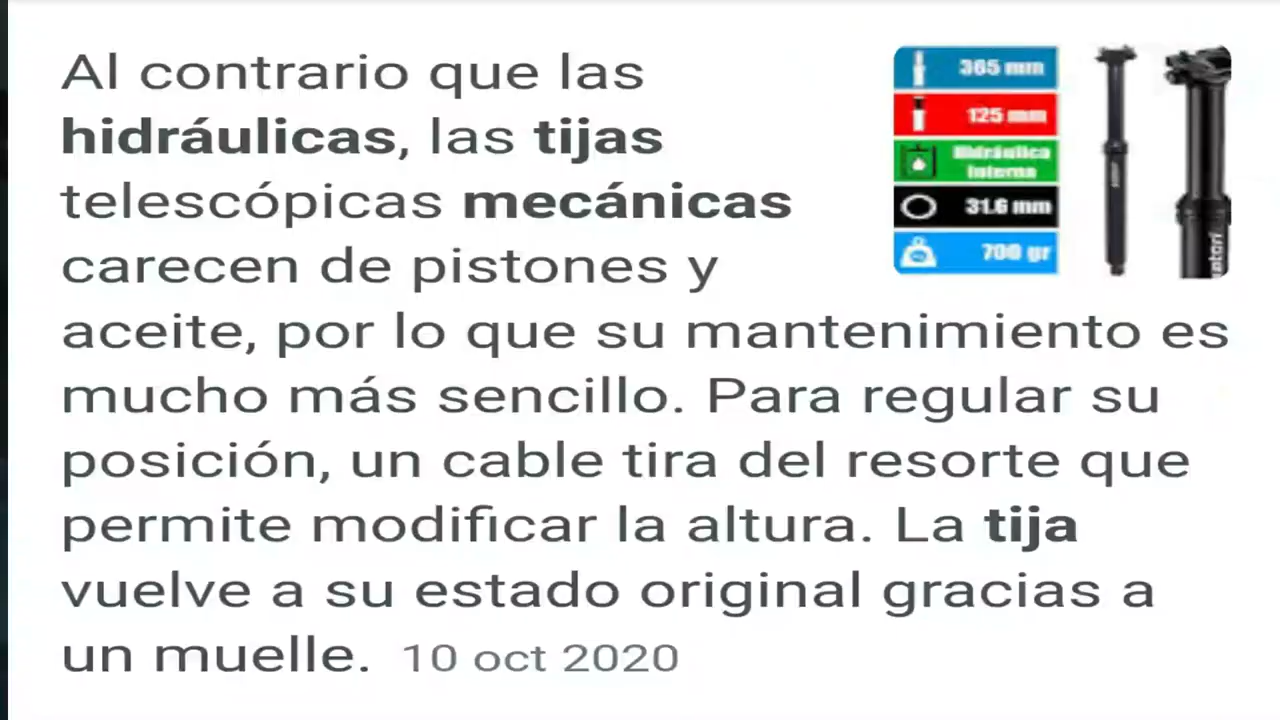 Al contrario que las
hidráulicas, las tijas
telescópicas mecánicas
carecen de pistones y
aceite, por lo que su mantenimiento es
mucho más sencillo. Para regular su
posición, un cable tira del resorte que
permite modificar la altura. La tija
vuelve a su estado original gracias a
un muelle. 10 oct 2020
365 mm
125 mm
Hidráulica
interna
31.6 mm
700 gr